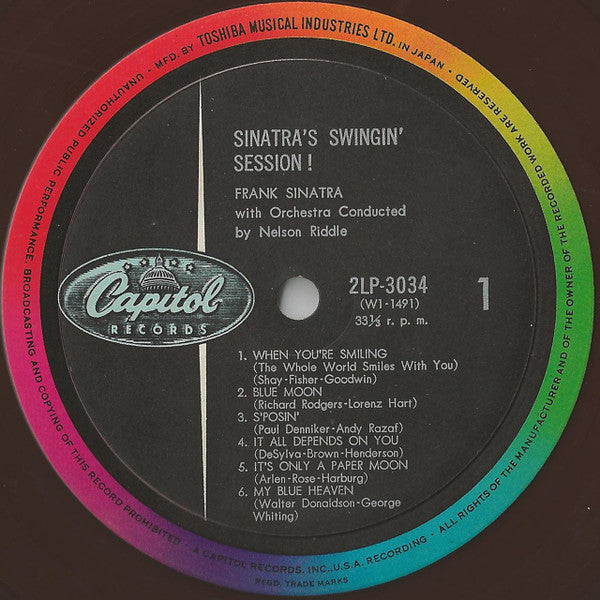 MFD. BY TOSHIBA MUSICAL INDUSTRIES LTD. IN JAPAN - ALL RIGHTS OF THE MANUFACTURER AND OF THE OWNER OF THE RECORDED WORK ARE RESERVED
UNAUTHORIZED PUBLIC PERFORMANCE, BROADCASTING AND COPYING OF THIS RECORD PROHIBITED
SINATRA'S SWINGIN'
SESSION !
FRANK SINATRA
with Orchestra Conducted
by Nelson Riddle
Capitol
RECORDS
2LP-3034
(W1-1491)
33⅓ r. p. m.
1
1. WHEN YOU'RE SMILING
(The Whole World Smiles With You)
(Shay-Fisher-Goodwin)
2. BLUE MOON
(Richard Rodgers-Lorenz Hart)
3. S'POSIN'
(Paul Denniker-Andy Razaf)
4. IT ALL DEPENDS ON YOU
(DeSylva-Brown-Henderson)
5. IT'S ONLY A PAPER MOON
(Arlen-Rose-Harburg)
6. MY BLUE HEAVEN
(Walter Donaldson-George
Whiting)
A CAPITOL RECORDS, INC., U.S.A. RECORDING -
REGD. TRADE MARKS